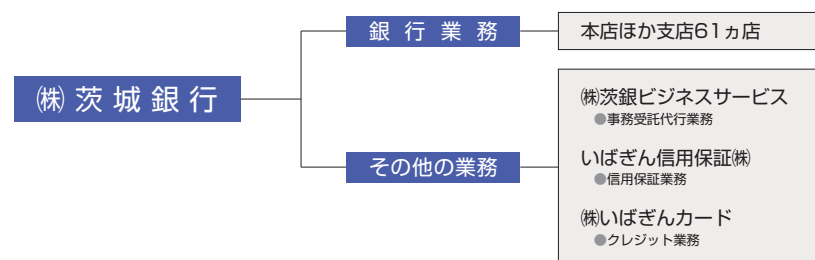 ㈱茨城銀行
銀行業務
本店ほか支店61ヵ店
その他の業務
㈱茨銀ビジネスサービス
●事務受託代行業務
いばぎん信用保証㈱
●信用保証業務
㈱いばぎんカード
●クレジット業務